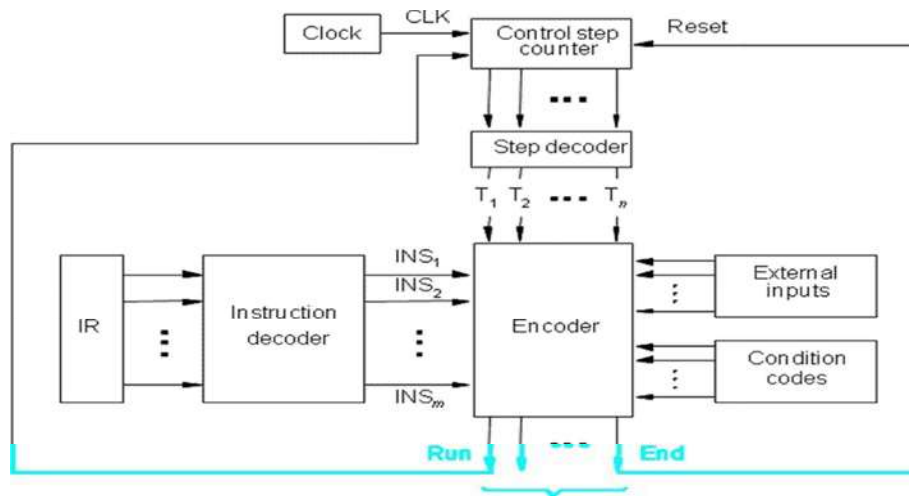 CLK
Clock
Control step
counter
Reset
Step decoder
T1 T2 Tn
IR
Instruction
decoder
INS1
INS2
INSm
Encoder
External
inputs
Condition
codes
Run
End